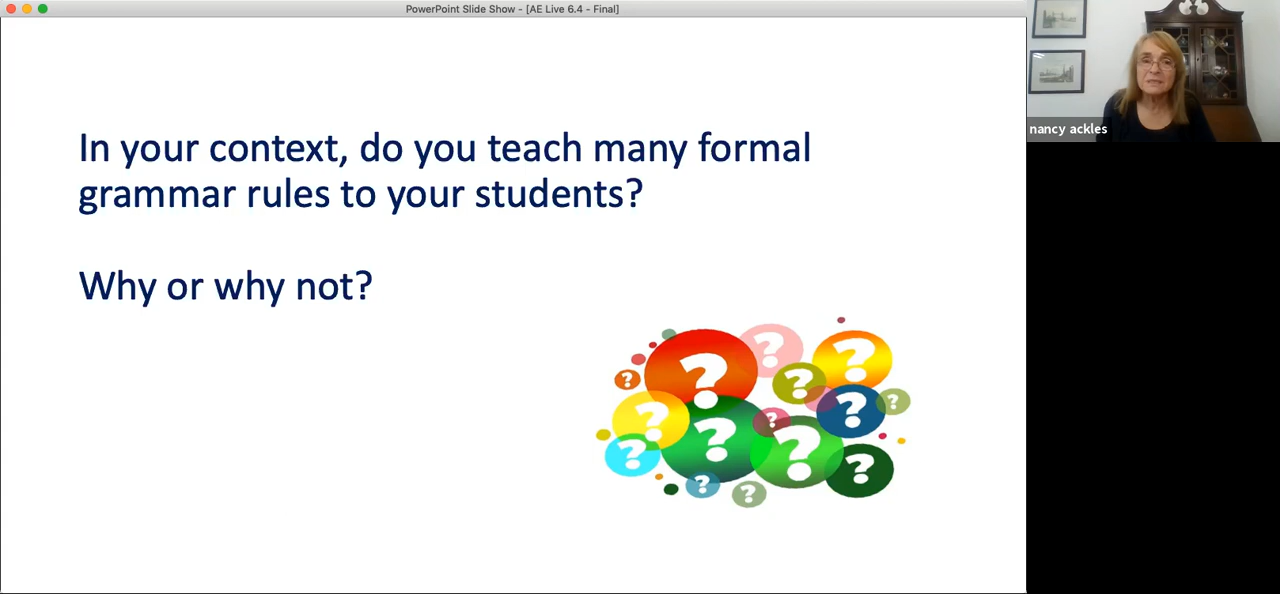 PowerPoint Slide Show - [AE Live 6.4 - Final]
In your context, do you teach many formal
grammar rules to your students?
Why or why not?
? ? ? ? ? ? ? ? ? ? ? ? ? ?
nancy ackles